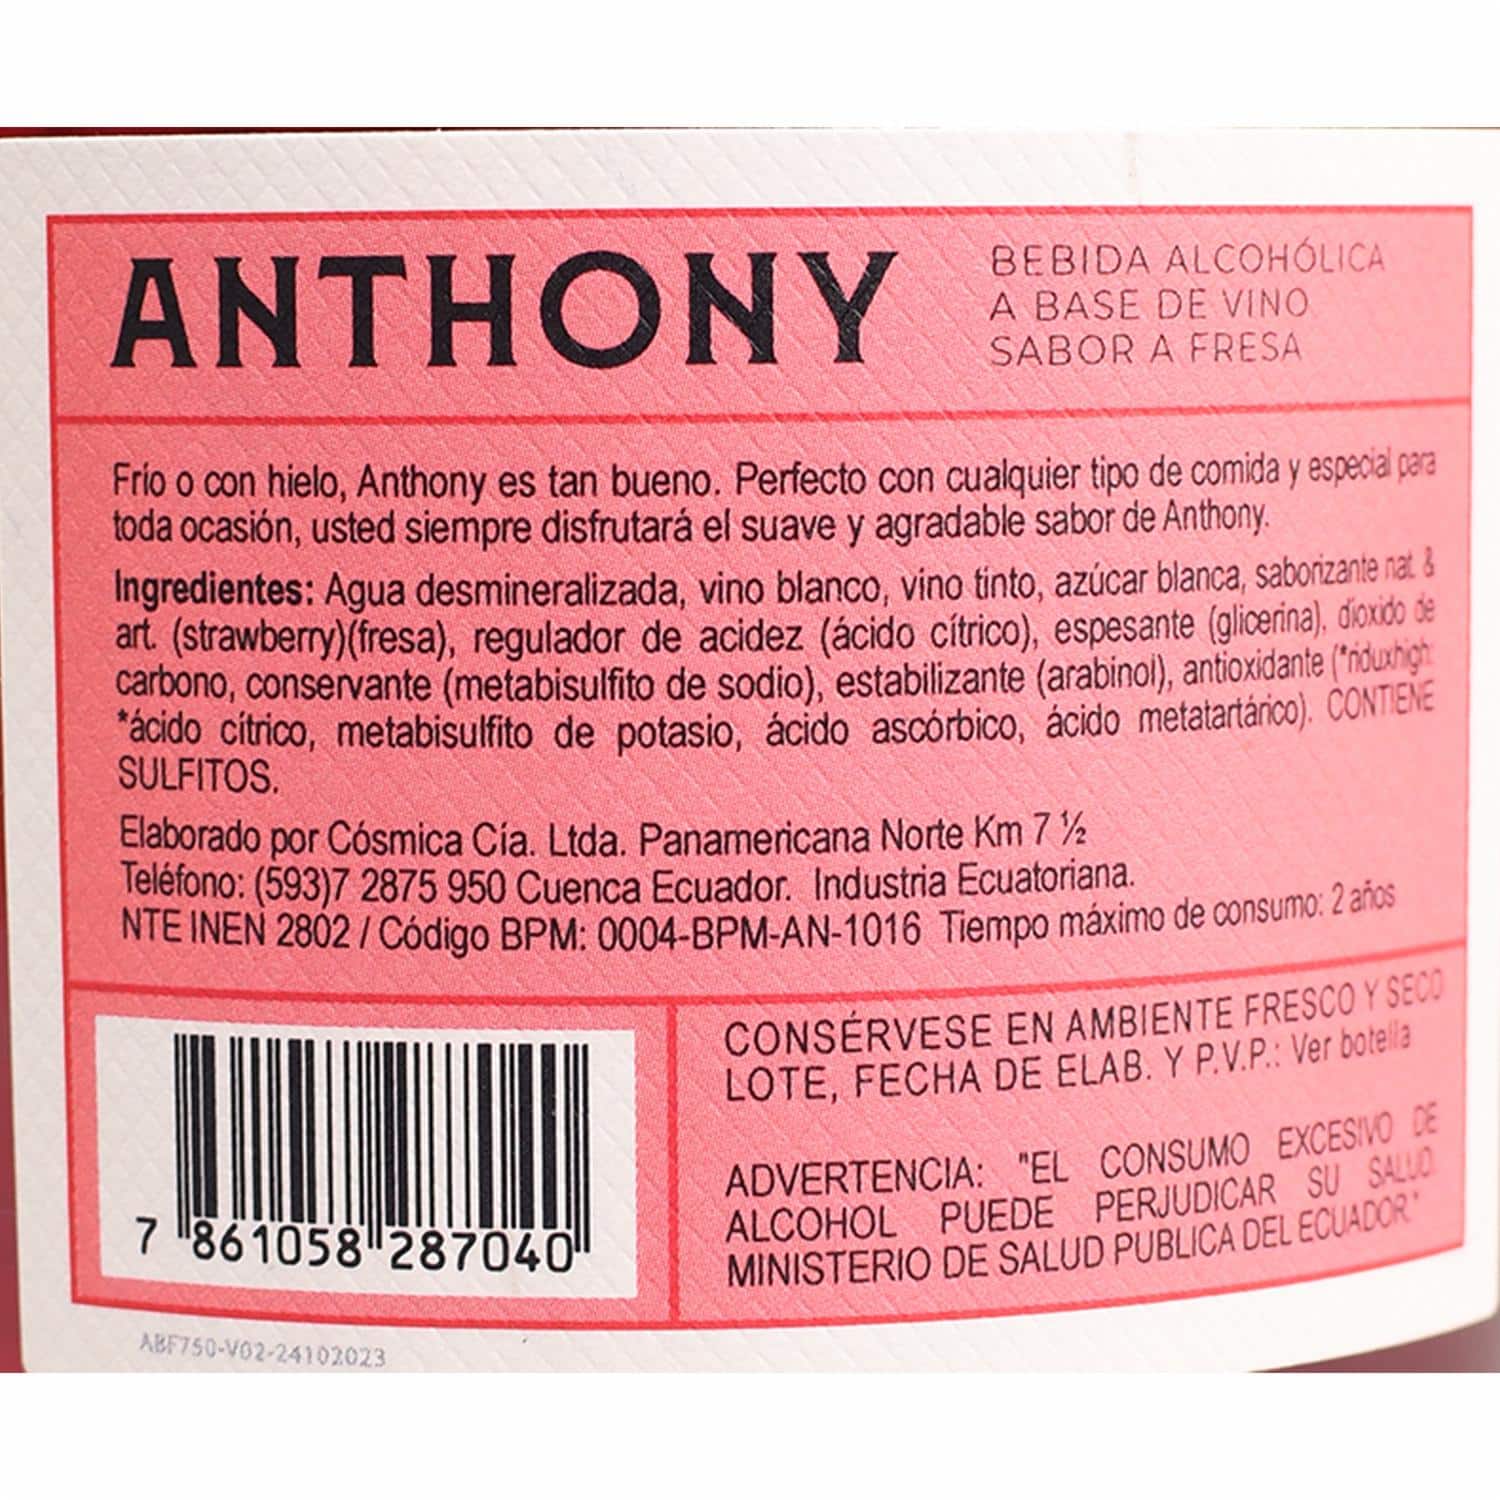 ANTHONY
BEBIDA ALCOHÓLICA
A BASE DE VINO
SABOR A FRESA
Frío o con hielo, Anthony es tan bueno. Perfecto con cualquier tipo de comida y especial para
toda ocasión, usted siempre disfrutará el suave y agradable sabor de Anthony.
Ingredientes: Agua desmineralizada, vino blanco, vino tinto, azúcar blanca, saborizante nat. &
art. (strawberry)(fresa), regulador de acidez (ácido cítrico), espesante (glicerina), dióxido de
carbono, conservante (metabisulfito de sodio), estabilizante (arabinol), antioxidante (*riduxhigh:
*ácido cítrico, metabisulfito de potasio, ácido ascórbico, ácido metatartárico). CONTIENE
SULFITOS.
Elaborado por Cósmica Cía. Ltda. Panamericana Norte Km 7 ½
Teléfono: (593)7 2875 950 Cuenca Ecuador. Industria Ecuatoriana.
NTE INEN 2802 / Código BPM: 0004-BPM-AN-1016 Tiempo máximo de consumo: 2 años
CONSÉRVESE EN AMBIENTE FRESCO Y SECO
LOTE, FECHA DE ELAB. Y P.V.P.: Ver botella
ADVERTENCIA: "EL CONSUMO EXCESIVO DE
ALCOHOL PUEDE PERJUDICAR SU SALUD.
MINISTERIO DE SALUD PUBLICA DEL ECUADOR"
7 861058 287040
ABF750-V02-24102023